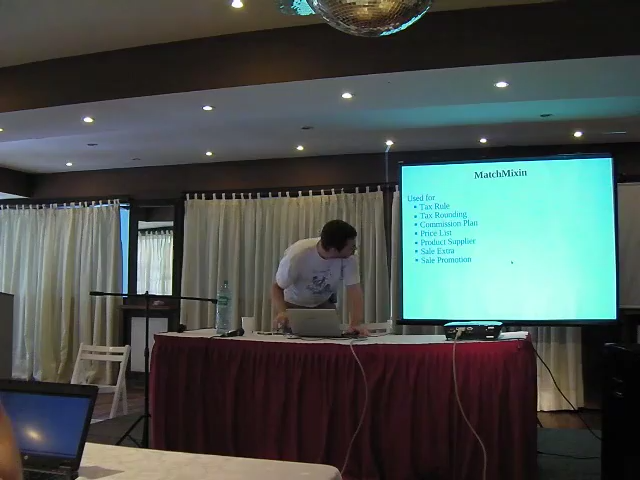 MatchMixin
Used for
Tax Rule
Tax Rounding
Commission Plan
Price List
Product Supplier
Sale Extra
Sale Promotion